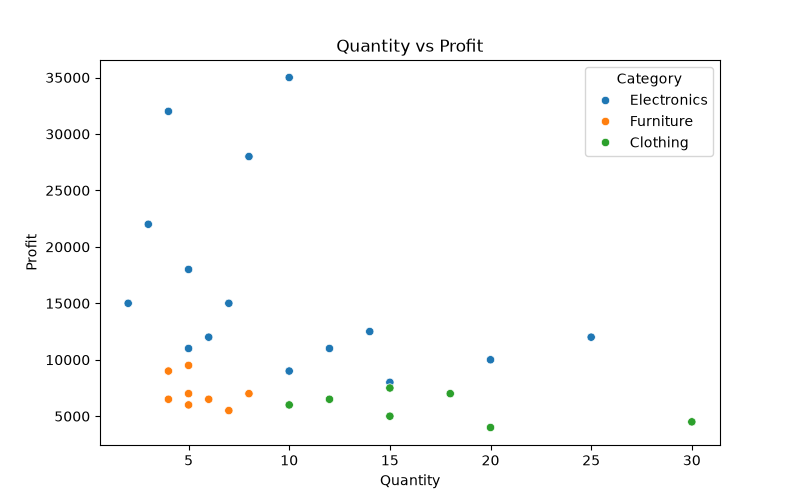 Quantity vs Profit
Category
Electronics
Furniture
Clothing
35000
30000
25000
20000
15000
10000
5000
Profit
5 10 15 20 25 30
Quantity